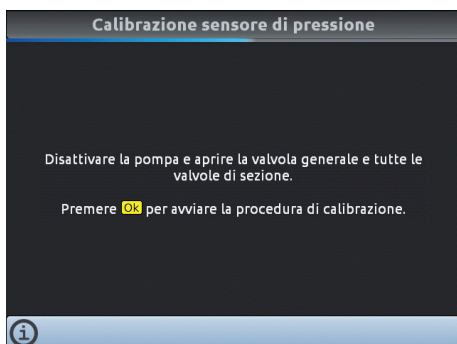 Calibrazione sensore di pressione
Disattivare la pompa e aprire la valvola generale e tutte le
valvole di sezione.
Premere Ok per avviare la procedura di calibrazione.
i